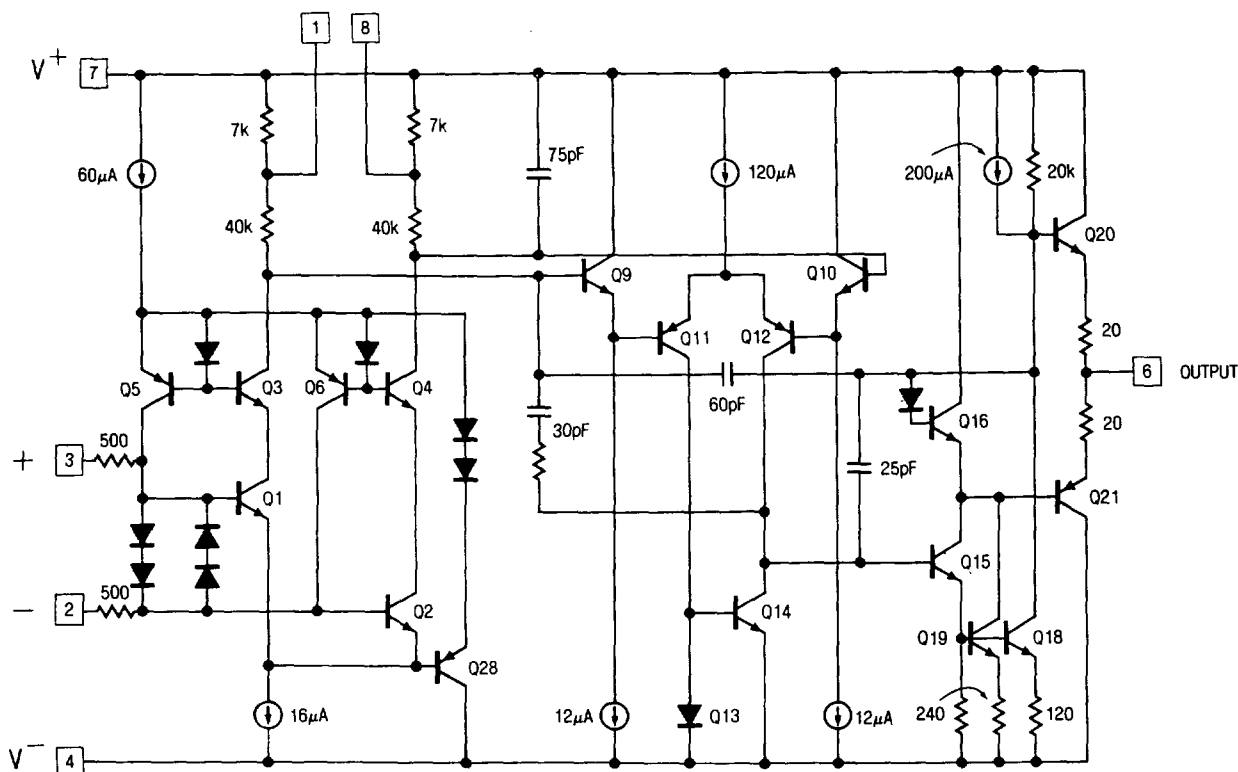 1 8
V+ 7
7k 7k
75pF
60μA
120μA
200μA
20k
40k 40k
Q20
Q9 Q10
Q11 Q12
20
Q5 Q3 Q6 Q4
6 OUTPUT
60pF
Q16
20
30pF
25pF
+ 3 500
Q1
Q21
Q15
- 2 500
Q2
Q14
Q19 Q18
Q28
16μA
12μA
Q13
12μA
240
120
V- 4